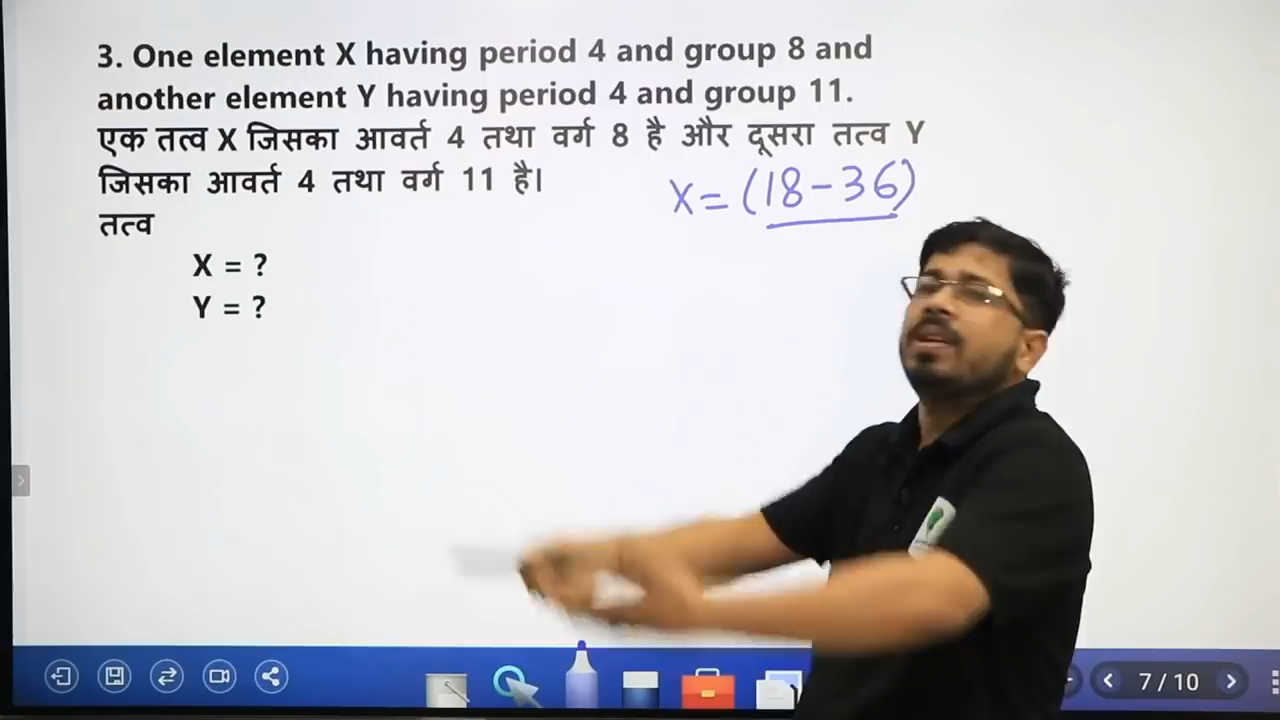 3. One element X having period 4 and group 8 and
another element Y having period 4 and group 11.
एक तत्व X जिसका आवर्त 4 तथा वर्ग 8 है और दूसरा तत्व Y
जिसका आवर्त 4 तथा वर्ग 11 है।
X = (18-36)
तत्व
X = ?
Y = ?
7 / 10